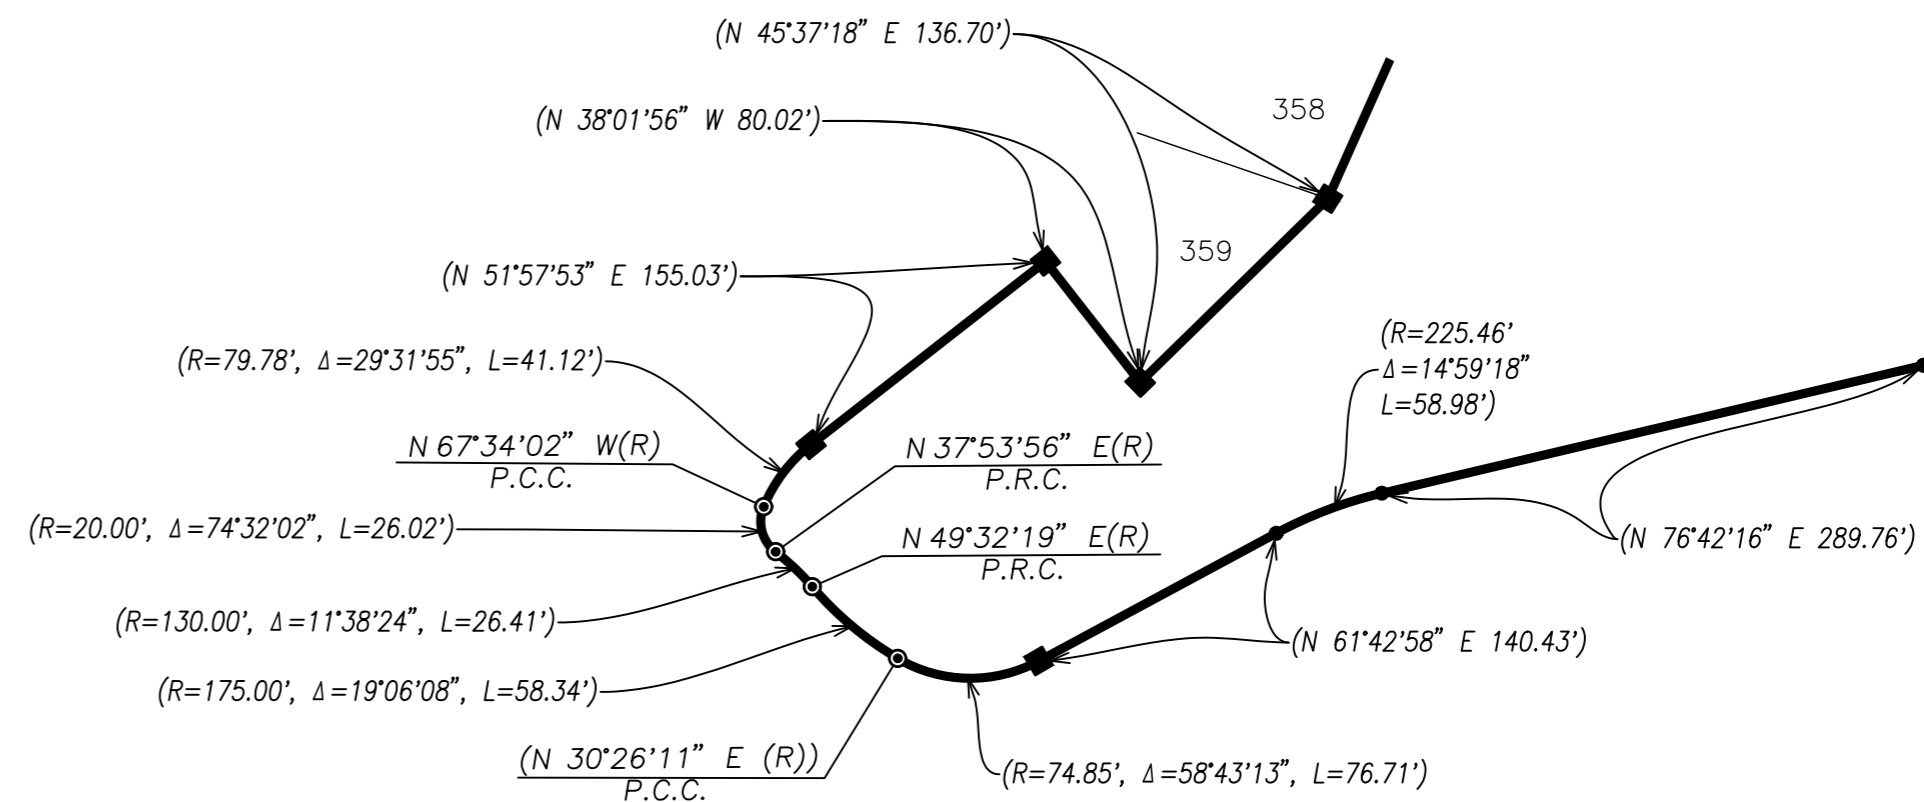 (N 45°37'18" E 136.70')
358
(N 38°01'56" W 80.02')
359
(N 51°57'53" E 155.03')
(R=225.46'
Δ=14°59'18"
L=58.98')
(R=79.78', Δ=29°31'55", L=41.12')
N 67°34'02" W(R)
P.C.C.
N 37°53'56" E(R)
P.R.C.
(R=20.00', Δ=74°32'02", L=26.02')
N 49°32'19" E(R)
P.R.C.
(N 76°42'16" E 289.76')
(R=130.00', Δ=11°38'24", L=26.41')
(N 61°42'58" E 140.43')
(R=175.00', Δ=19°06'08", L=58.34')
(N 30°26'11" E (R))
P.C.C.
(R=74.85', Δ=58°43'13", L=76.71')